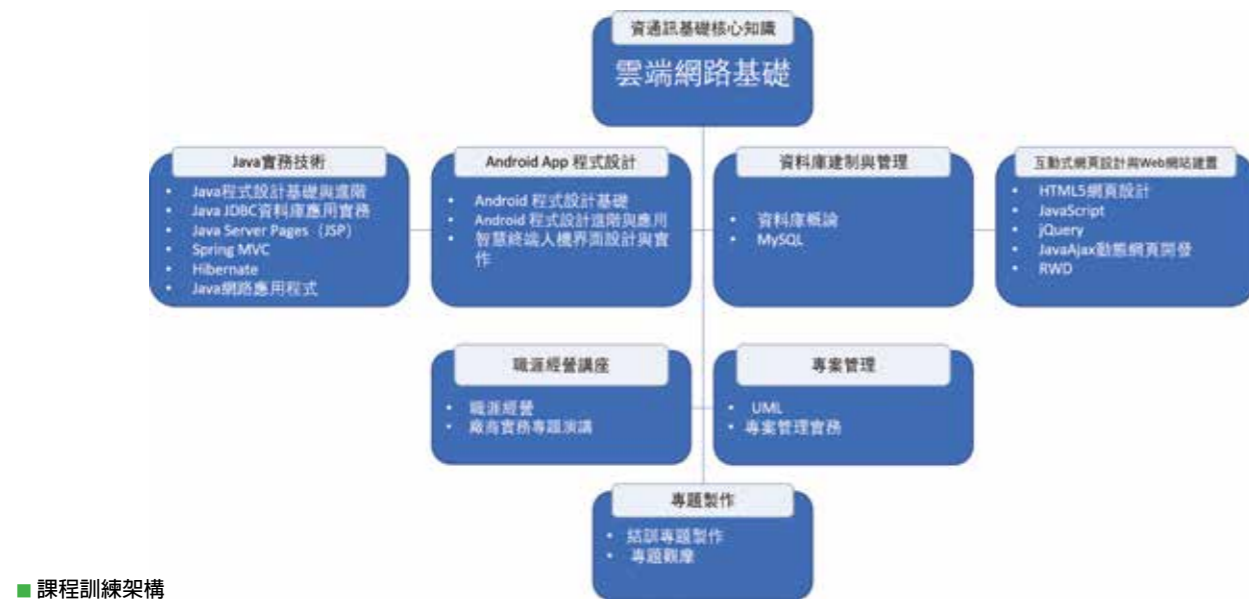 資通訊基礎核心知識
雲端網路基礎
Java實務技術
• Java程式設計基礎與進階
• Java JDBC資料庫應用實務
• Java Server Pages（JSP）
• Spring MVC
• Hibernate
• Java網路應用程式
Android App 程式設計
• Android 程式設計基礎
• Android 程式設計進階與應用
• 智慧終端人機界面設計與實
作
資料庫建制與管理
• 資料庫概論
• MySQL
互動式網頁設計與Web網站建置
• HTML5網頁設計
• JavaScript
• jQuery
• JavaAjax動態網頁開發
• RWD
職涯經營講座
• 職涯經營
• 廠商實務專題演講
專案管理
• UML
• 專案管理實務
專題製作
• 結訓專題製作
• 專題觀摩
■ 課程訓練架構